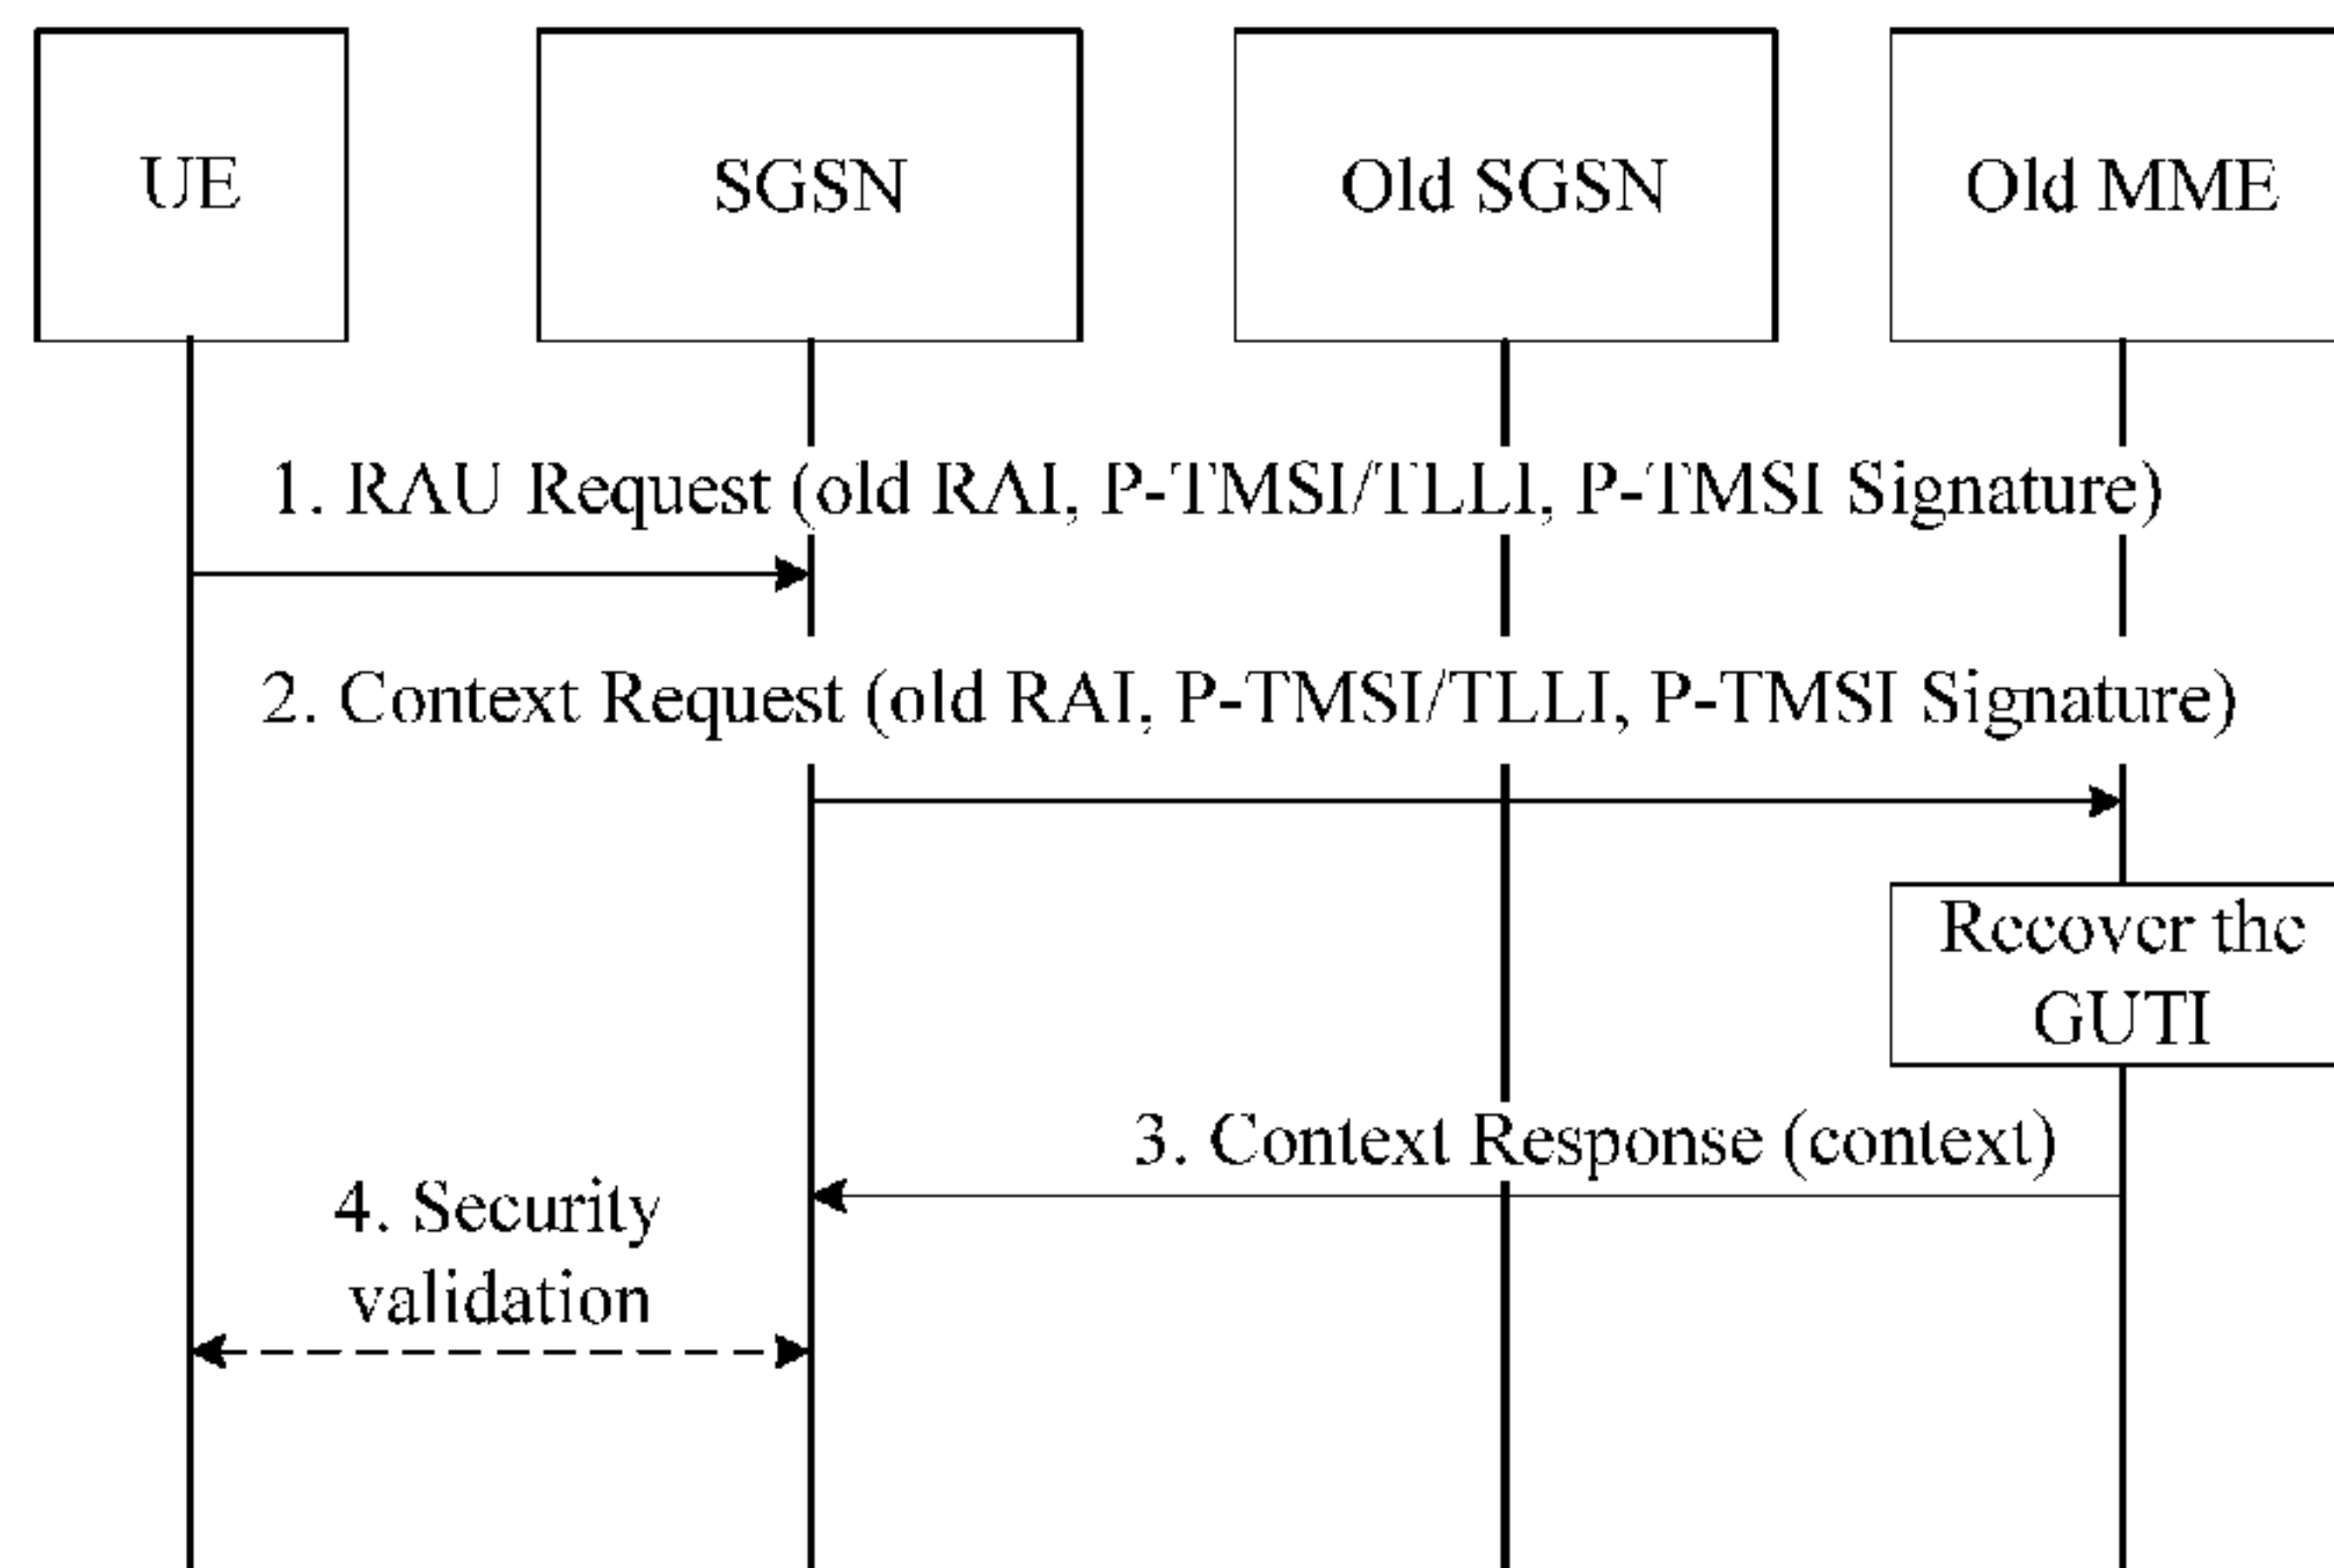 UE
SGSN
Old SGSN
Old MME
1. RAU Request (old RAI, P-TMSI/TLLI, P-TMSI Signature)
2. Context Request (old RAI, P-TMSI/TLLI, P-TMSI Signature)
Recover the
GUTI
3. Context Response (context)
4. Security
validation